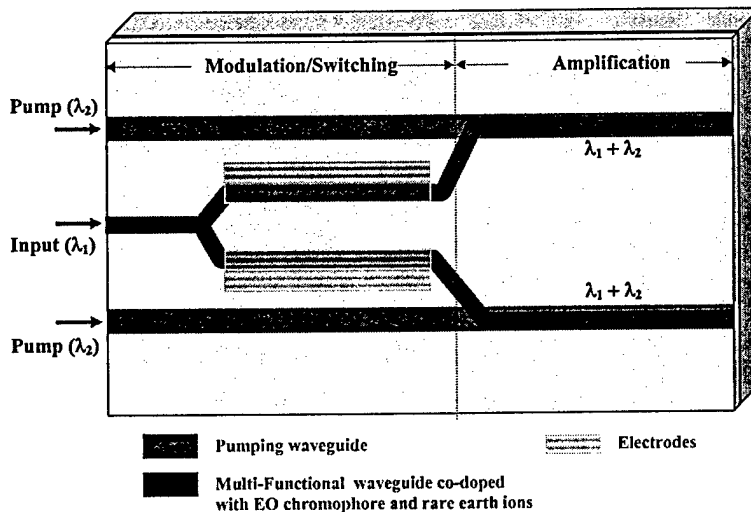 Modulation/Switching
Amplification
Pump (λ2)
λ1 + λ2
Input (λ1)
λ1 + λ2
Pump (λ2)
Pumping waveguide
Electrodes
Multi-Functional waveguide co-doped
with EO chromophore and rare earth ions